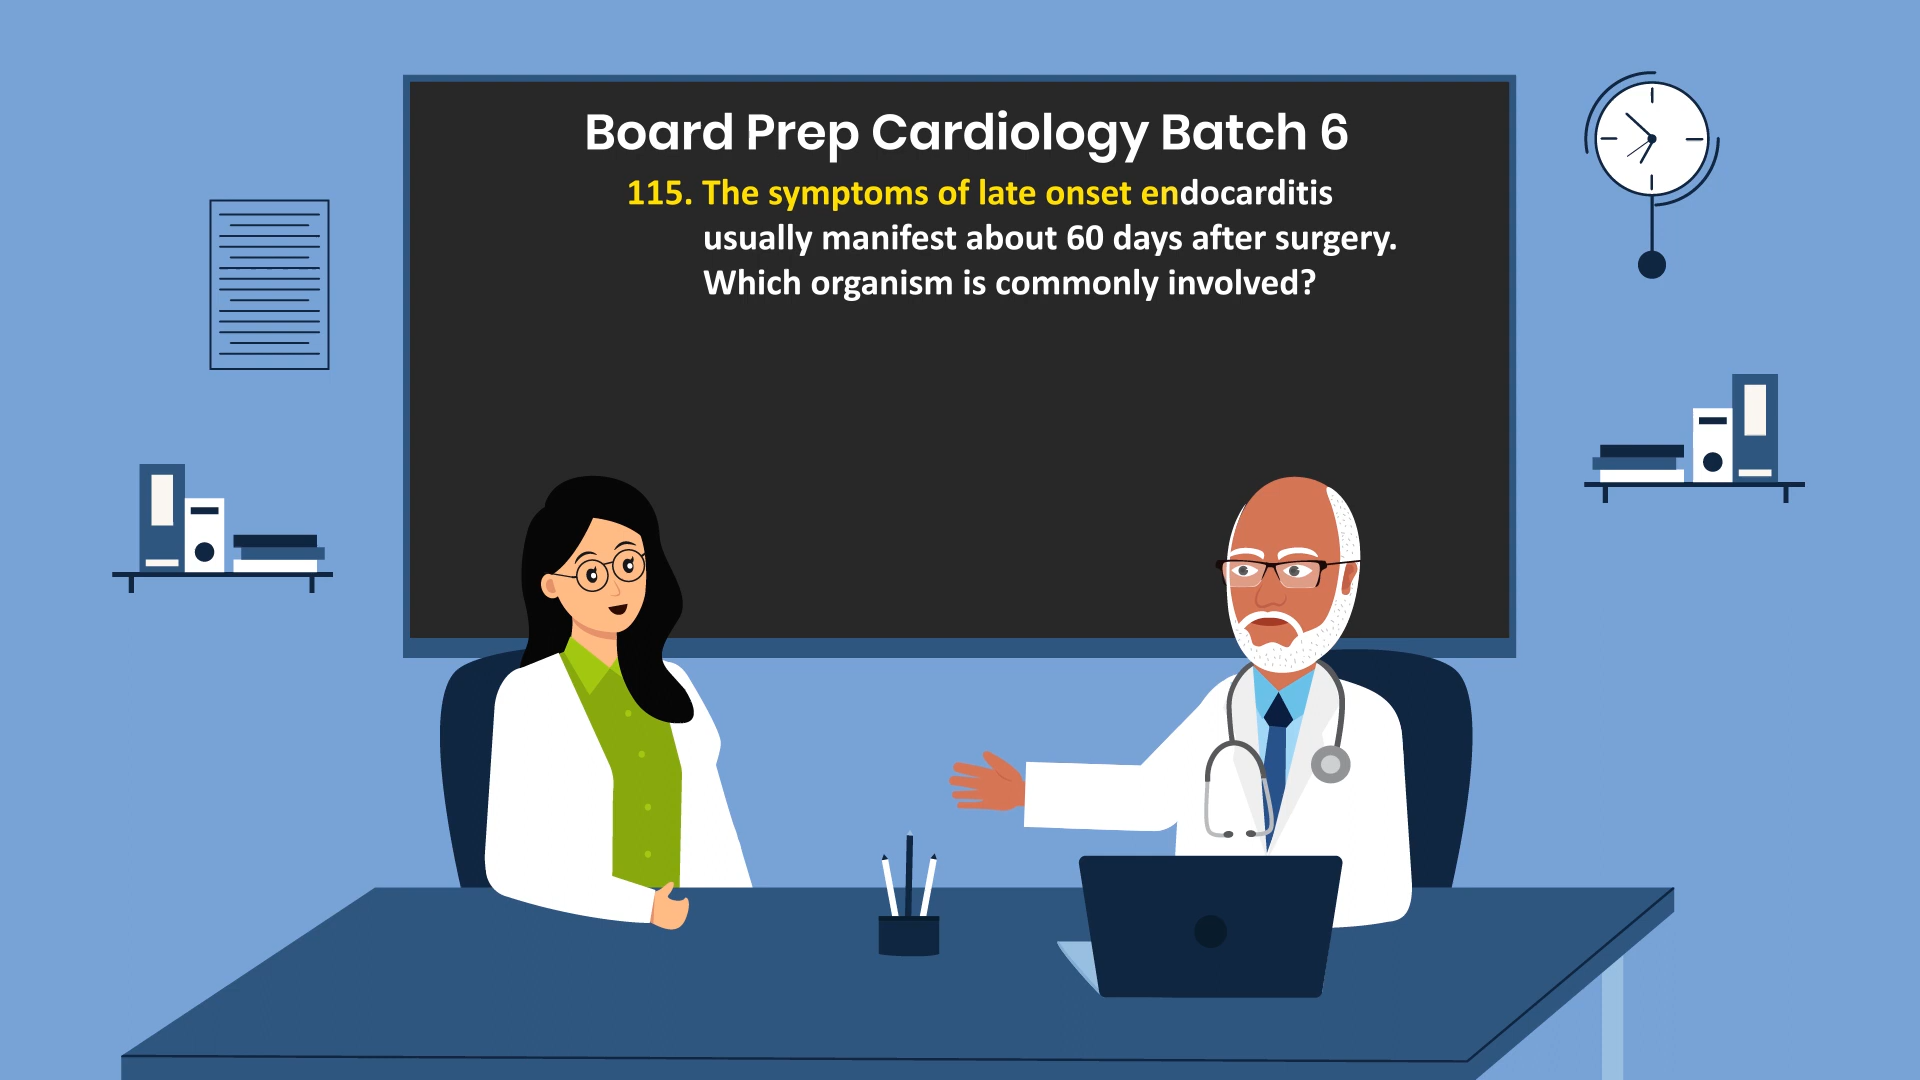 Board Prep Cardiology Batch 6
115. The symptoms of late onset endocarditis
usually manifest about 60 days after surgery.
Which organism is commonly involved?